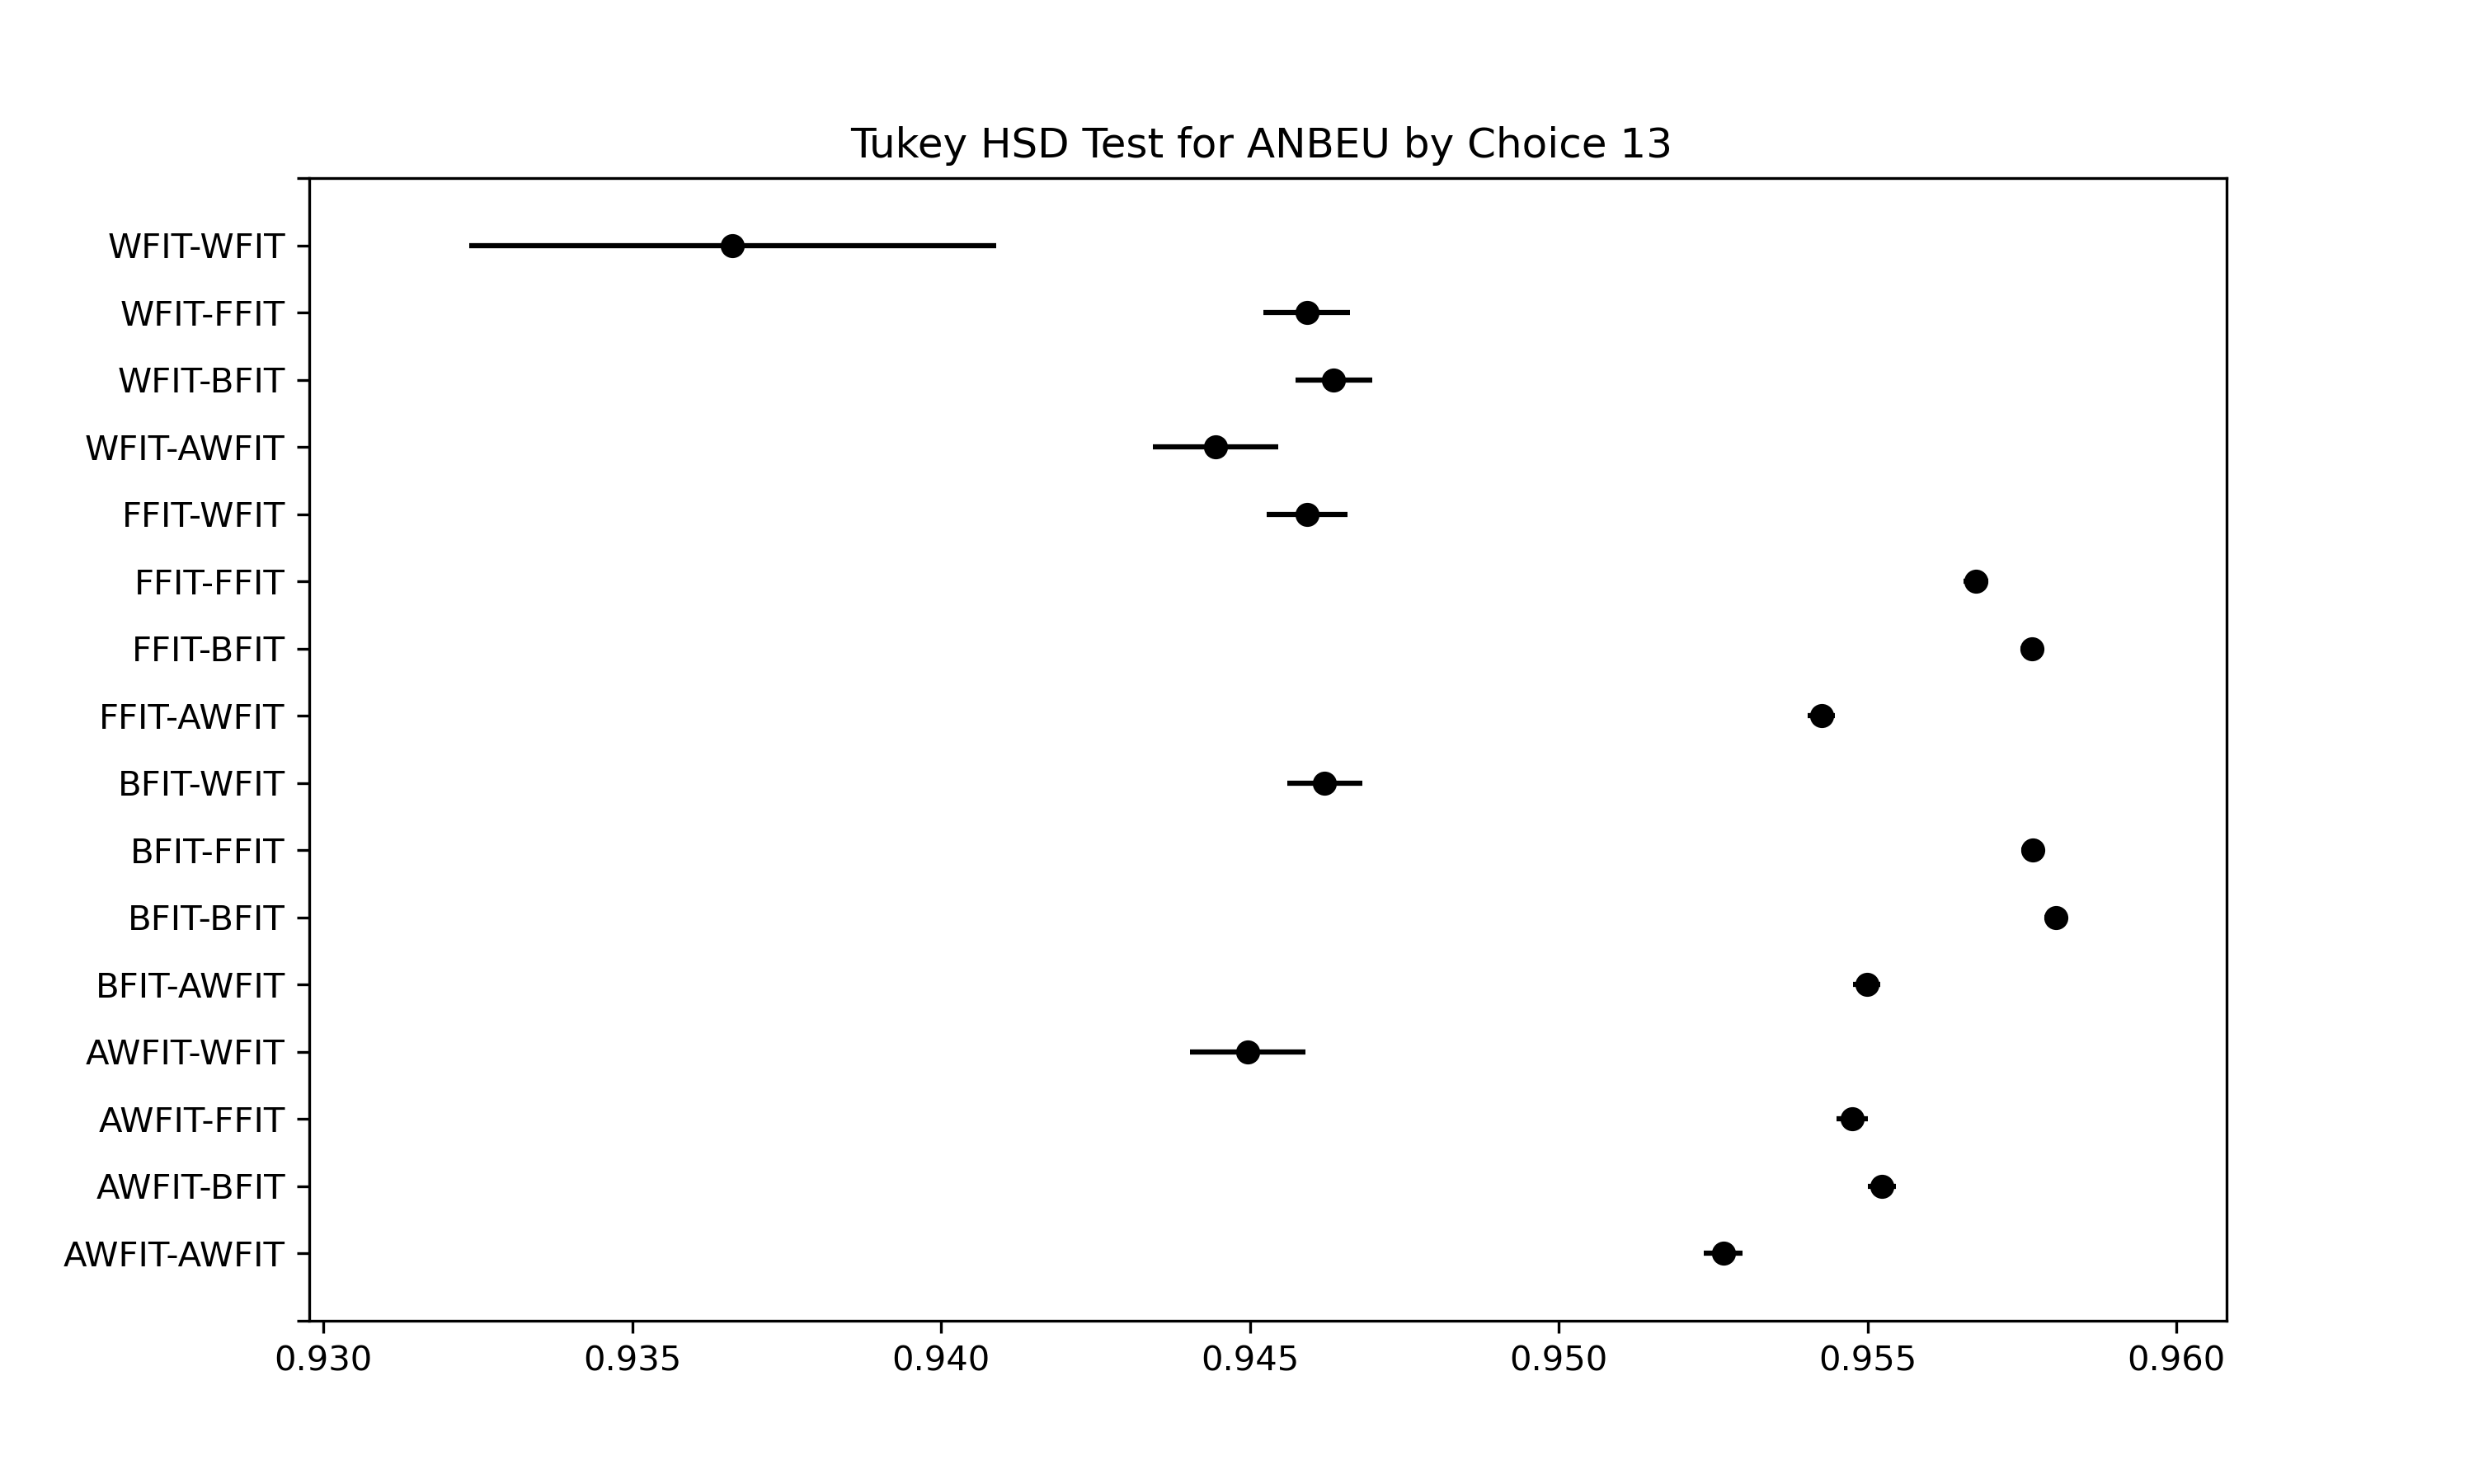 Tukey HSD Test for ANBEU by Choice 13
WFIT-WFIT
WFIT-FFIT
WFIT-BFIT
WFIT-AWFIT
FFIT-WFIT
FFIT-FFIT
FFIT-BFIT
FFIT-AWFIT
BFIT-WFIT
BFIT-FFIT
BFIT-BFIT
BFIT-AWFIT
AWFIT-WFIT
AWFIT-FFIT
AWFIT-BFIT
AWFIT-AWFIT
0.930 0.935 0.940 0.945 0.950 0.955 0.960